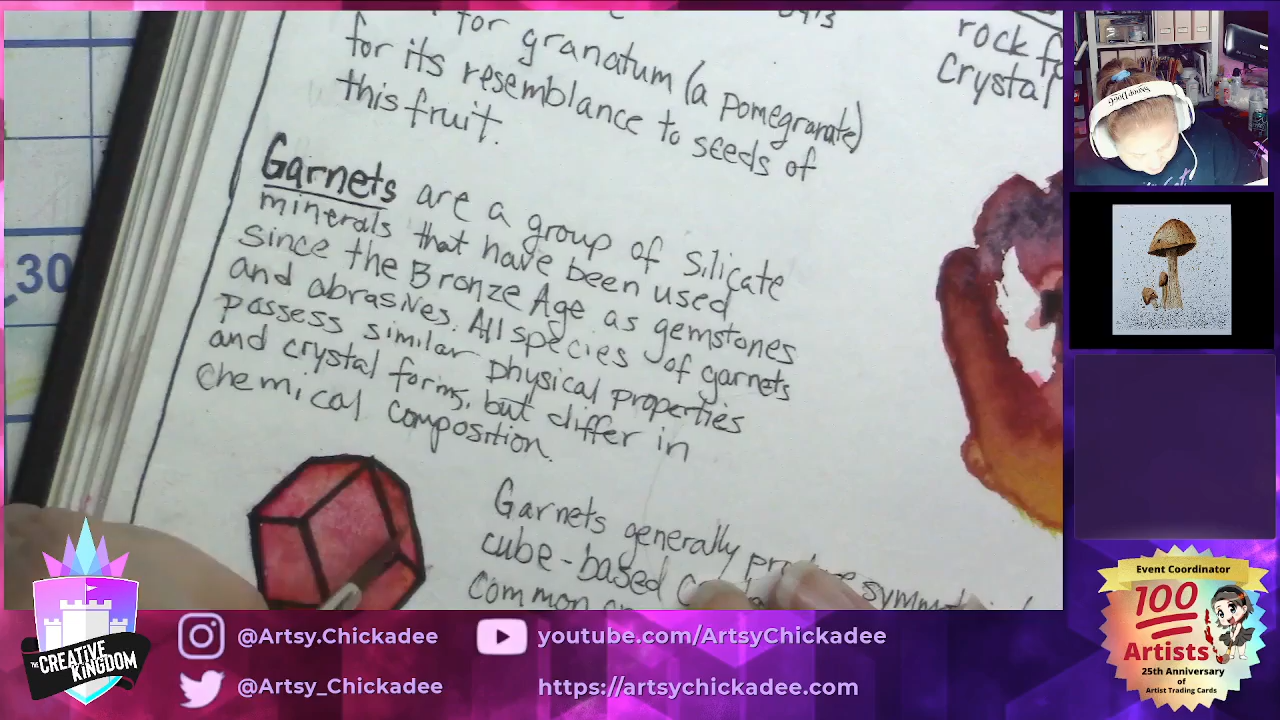 for granatum (a pomegranate)
for its resemblance to seeds of
this fruit.
rock
Crystal
Garnets are a group of silicate
minerals that have been used
since the Bronze Age as gemstones
and abrasives. All species of garnets
possess similar physical properties
and crystal forms, but differ in
chemical composition.
Garnets generally
cube-based
common
30
THE CREATIVE KINGDOM
@Artsy.Chickadee
youtube.com/ArtsyChickadee
@Artsy_Chickadee
https://artsychickadee.com
Event Coordinator
100
Artists
25th Anniversary
of
Artist Trading Cards